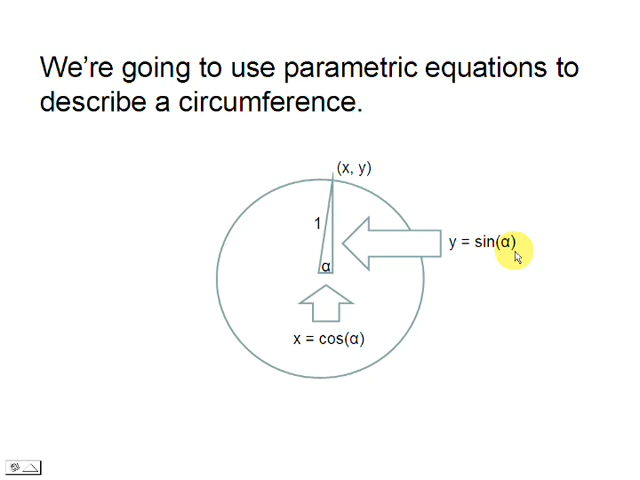 We're going to use parametric equations to
describe a circumference.
(x, y)
1
y = sin(α)
α
x = cos(α)